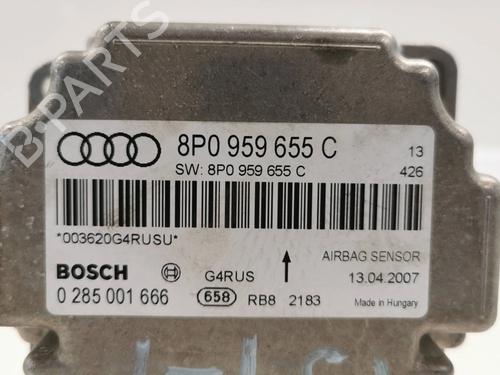 B-PARTS
8P0 959 655 C 13
SW: 8P0 959 655 C 426
*003620G4RUSU*
AIRBAG SENSOR
BOSCH G4RUS 13.04.2007
0 285 001 666 658 RB8 2183 Made in Hungary